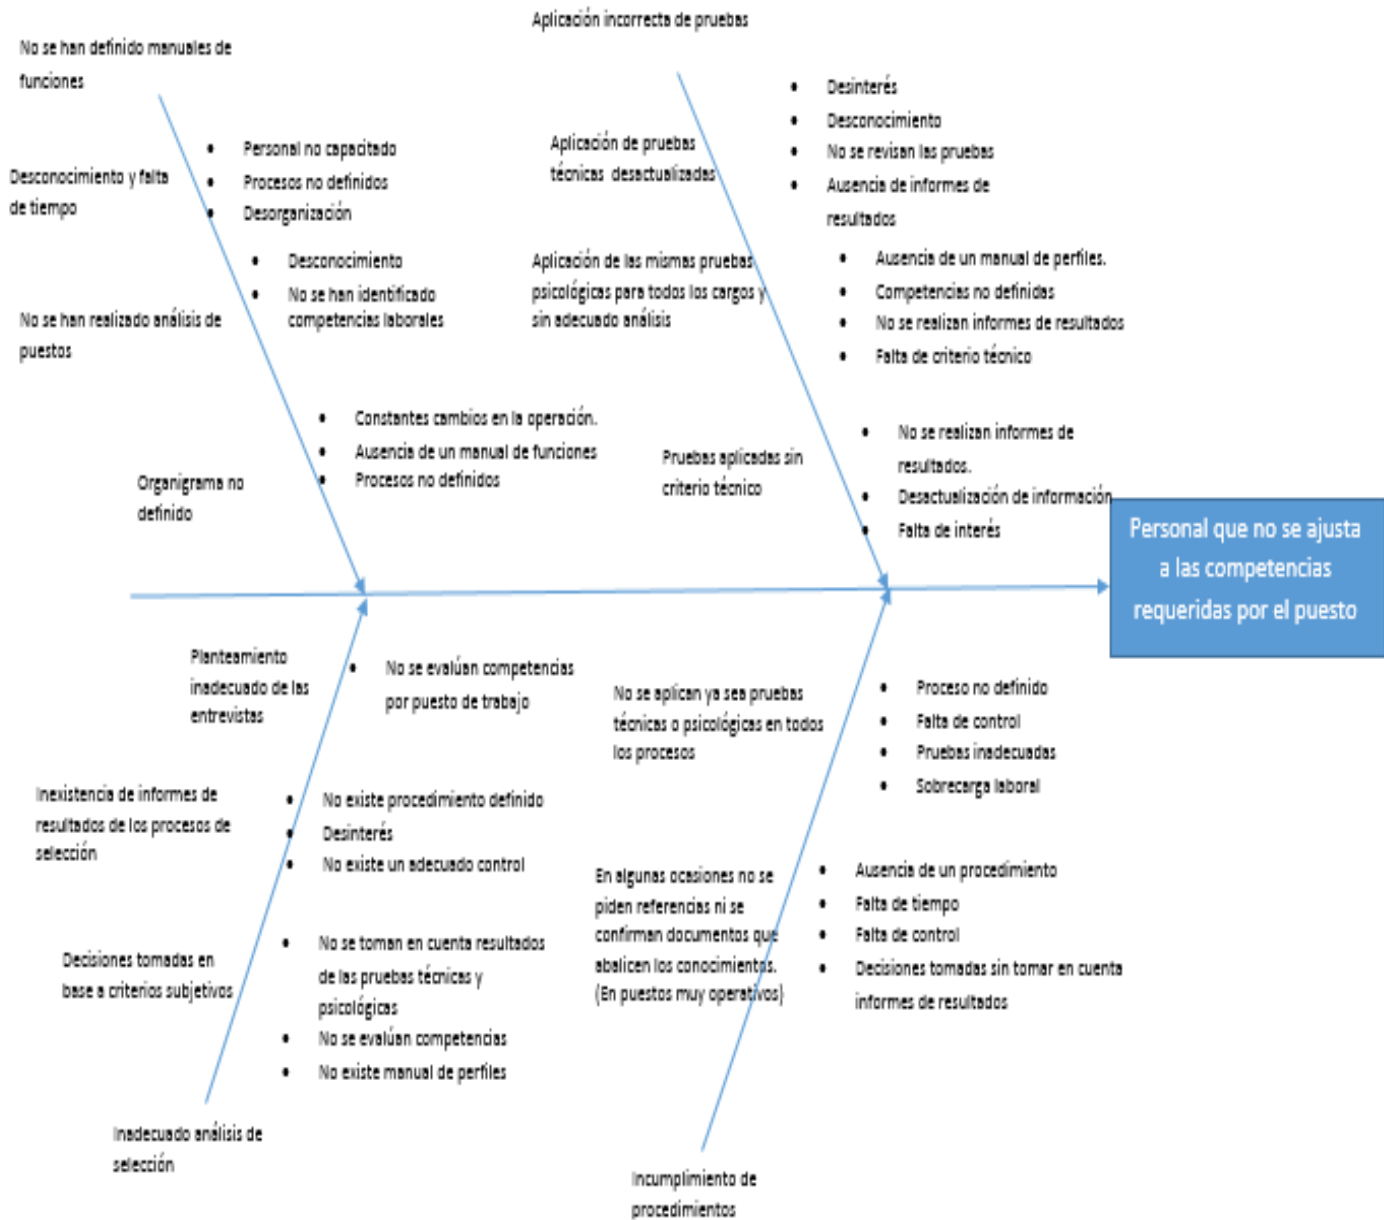 No se han definido manuales de
funciones
Desconocimiento y falta
de tiempo
• Personal no capacitado
• Procesos no definidos
• Desorganización
No se han realizado análisis de
puestos
• Desconocimiento
• No se han identificado
competencias laborales
Organigrama no
definido
• Constantes cambios en la operación.
• Ausencia de un manual de funciones
• Procesos no definidos
Aplicación incorrecta de pruebas
Aplicación de pruebas
técnicas desactualizadas
• Desinterés
• Desconocimiento
• No se revisan las pruebas
• Ausencia de informes de
resultados
Aplicación de las mismas pruebas
psicológicas para todos los cargos y
sin adecuado análisis
• Ausencia de un manual de perfiles.
• Competencias no definidas
• No se realizan informes de resultados
• Falta de criterio técnico
Pruebas aplicadas sin
criterio técnico
• No se realizan informes de
resultados.
• Desactualización de información
• Falta de interés
Personal que no se ajusta
a las competencias
requeridas por el puesto
Planteamiento
inadecuado de las
entrevistas
• No se evalúan competencias
por puesto de trabajo
Inexistencia de informes de
resultados de los procesos de
selección
• No existe procedimiento definido
• Desinterés
• No existe un adecuado control
Decisiones tomadas en
base a criterios subjetivos
• No se toman en cuenta resultados
de las pruebas técnicas y
psicológicas
• No se evalúan competencias
• No existe manual de perfiles
Inadecuado análisis de
selección
No se aplican ya sea pruebas
técnicas o psicológicas en todos
los procesos
• Proceso no definido
• Falta de control
• Pruebas inadecuadas
• Sobrecarga laboral
En algunas ocasiones no se
piden referencias ni se
confirman documentos que
abalicen los conocimientos.
(En puestos muy operativos)
• Ausencia de un procedimiento
• Falta de tiempo
• Falta de control
• Decisiones tomadas sin tomar en cuenta
informes de resultados
Incumplimiento de
procedimientos